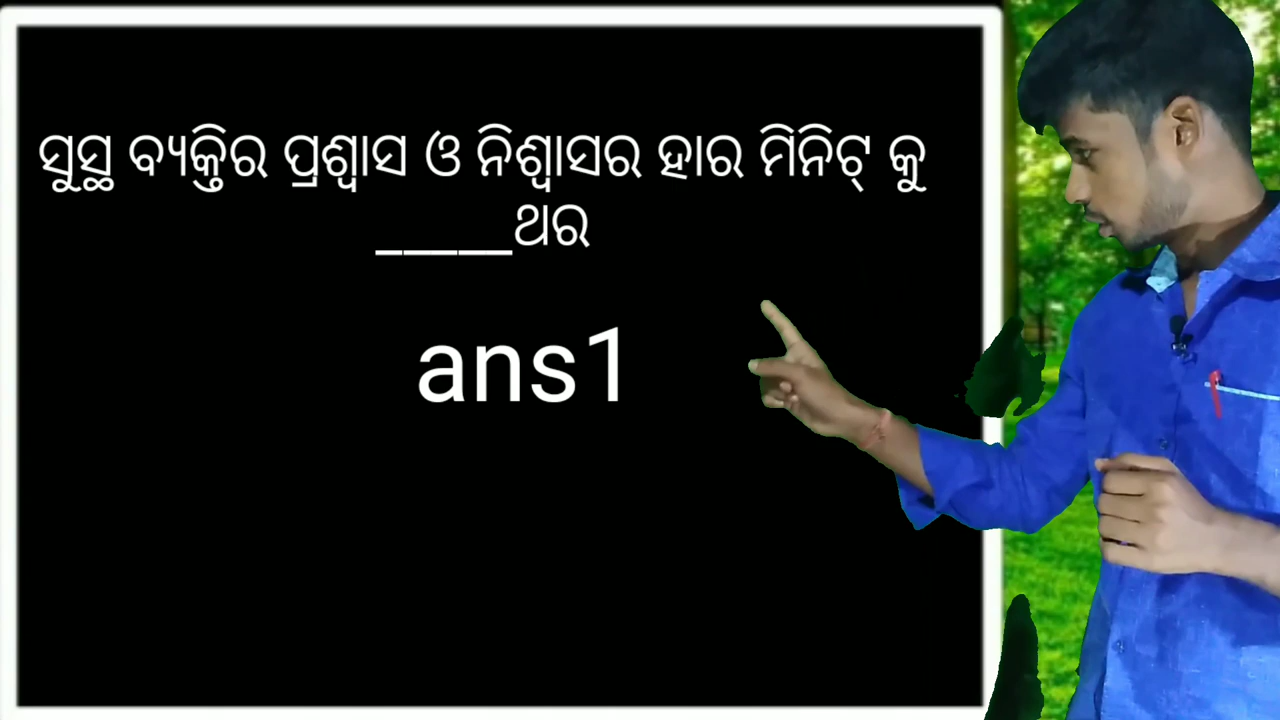 ସୁସ୍ଥ ବ୍ୟକ୍ତିର ପ୍ରଶ୍ୱାସ ଓ ନିଶ୍ୱାସର ହାର ମିନିଟ୍ କୁ
_____ଥର
ans1